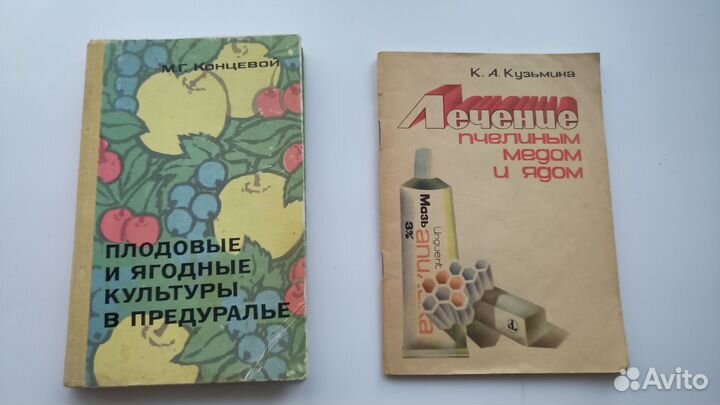 М.Г. Концевой
ПЛОДОВЫЕ
И ЯГОДНЫЕ
КУЛЬТУРЫ
В ПРЕДУРАЛЬЕ
К. А. Кузьмина
Лечение
пчелиным
медом
и ядом
Мазь
3%
Unguent
Avito